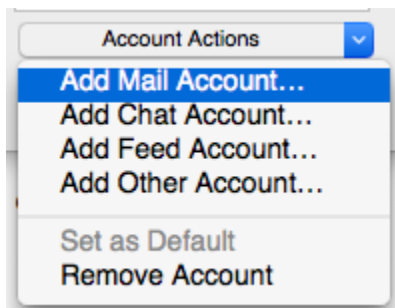 Account Actions
Add Mail Account...
Add Chat Account...
Add Feed Account...
Add Other Account...
Set as Default
Remove Account